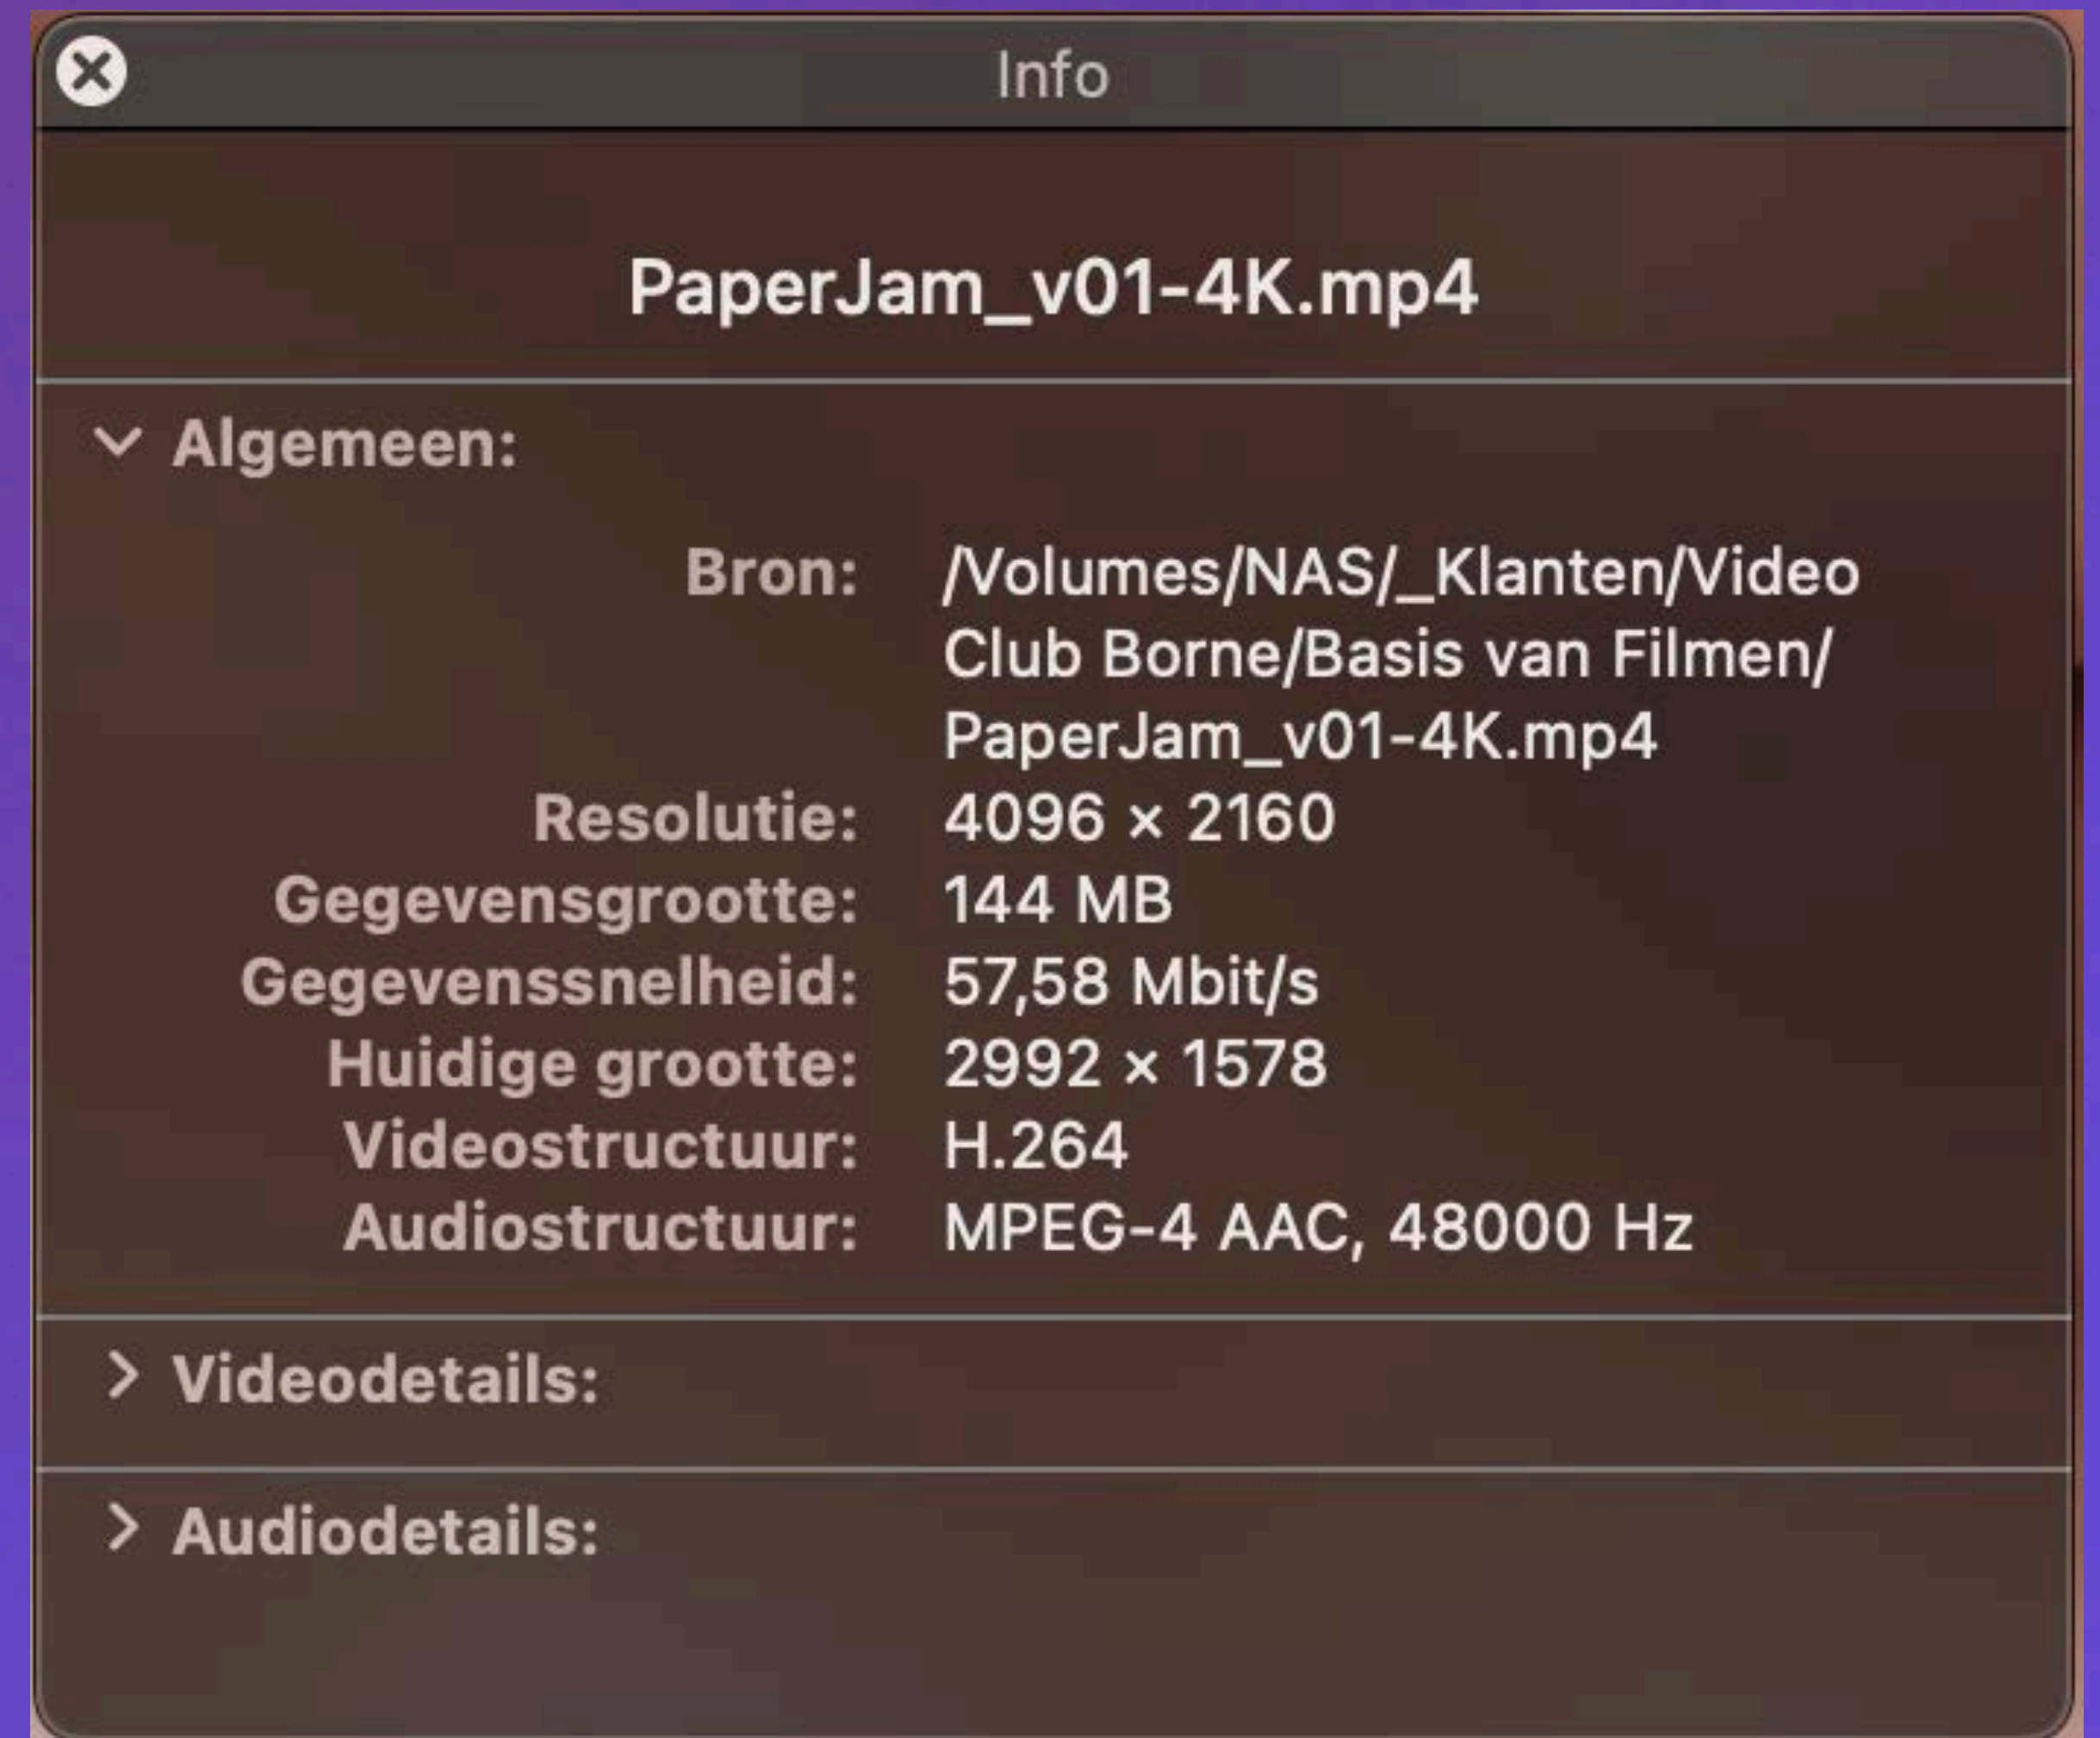 Info
PaperJam_v01-4K.mp4
Algemeen:
Bron: /Volumes/NAS/_Klanten/Video
Club Borne/Basis van Filmen/
PaperJam_v01-4K.mp4
Resolutie: 4096 × 2160
Gegevensgrootte: 144 MB
Gegevenssnelheid: 57,58 Mbit/s
Huidige grootte: 2992 × 1578
Videostructuur: H.264
Audiostructuur: MPEG-4 AAC, 48000 Hz
Videodetails:
Audiodetails: